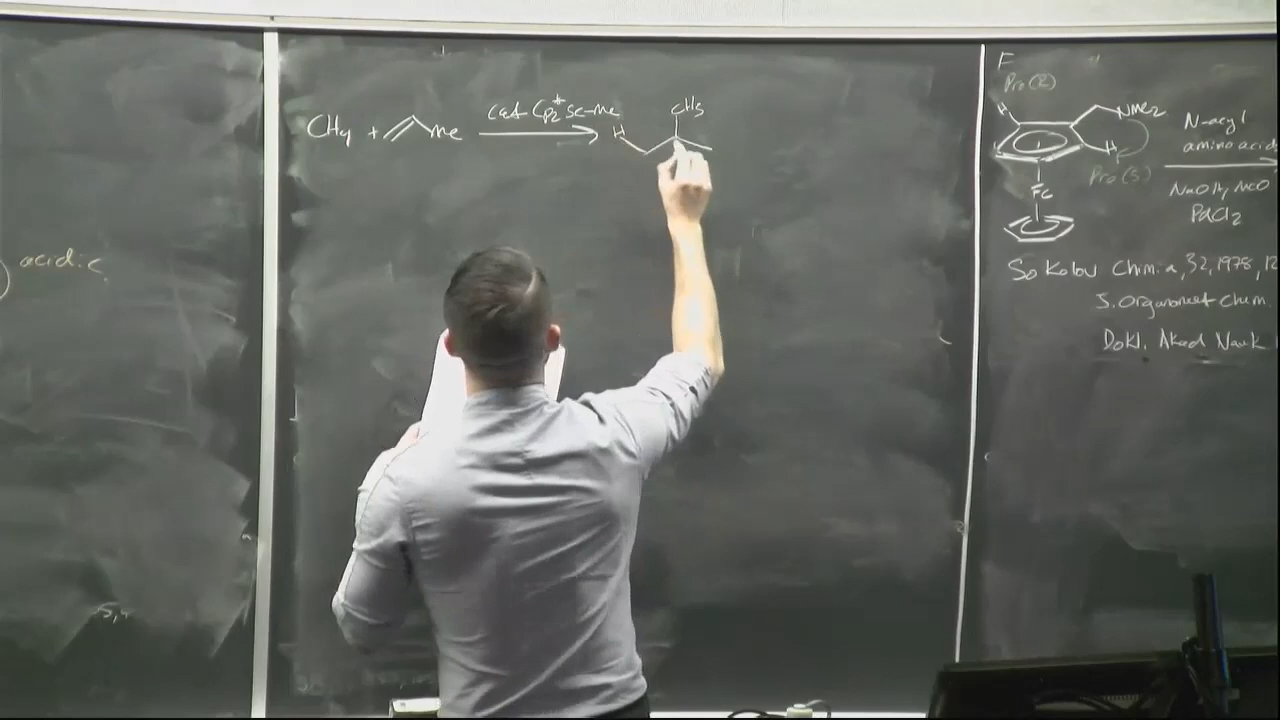 acidic
CH4 + Me
cat Cp2*Sc-Me
H
CH3
F
Pro(R)
H
NMe2
H
Pro(S)
Fe
N-acyl
amino acid
NaOH,
PdCl2
Sokolov Chimia, 32, 1978, 12
J. Organomet Chem.
Dokl. Akad Nauk